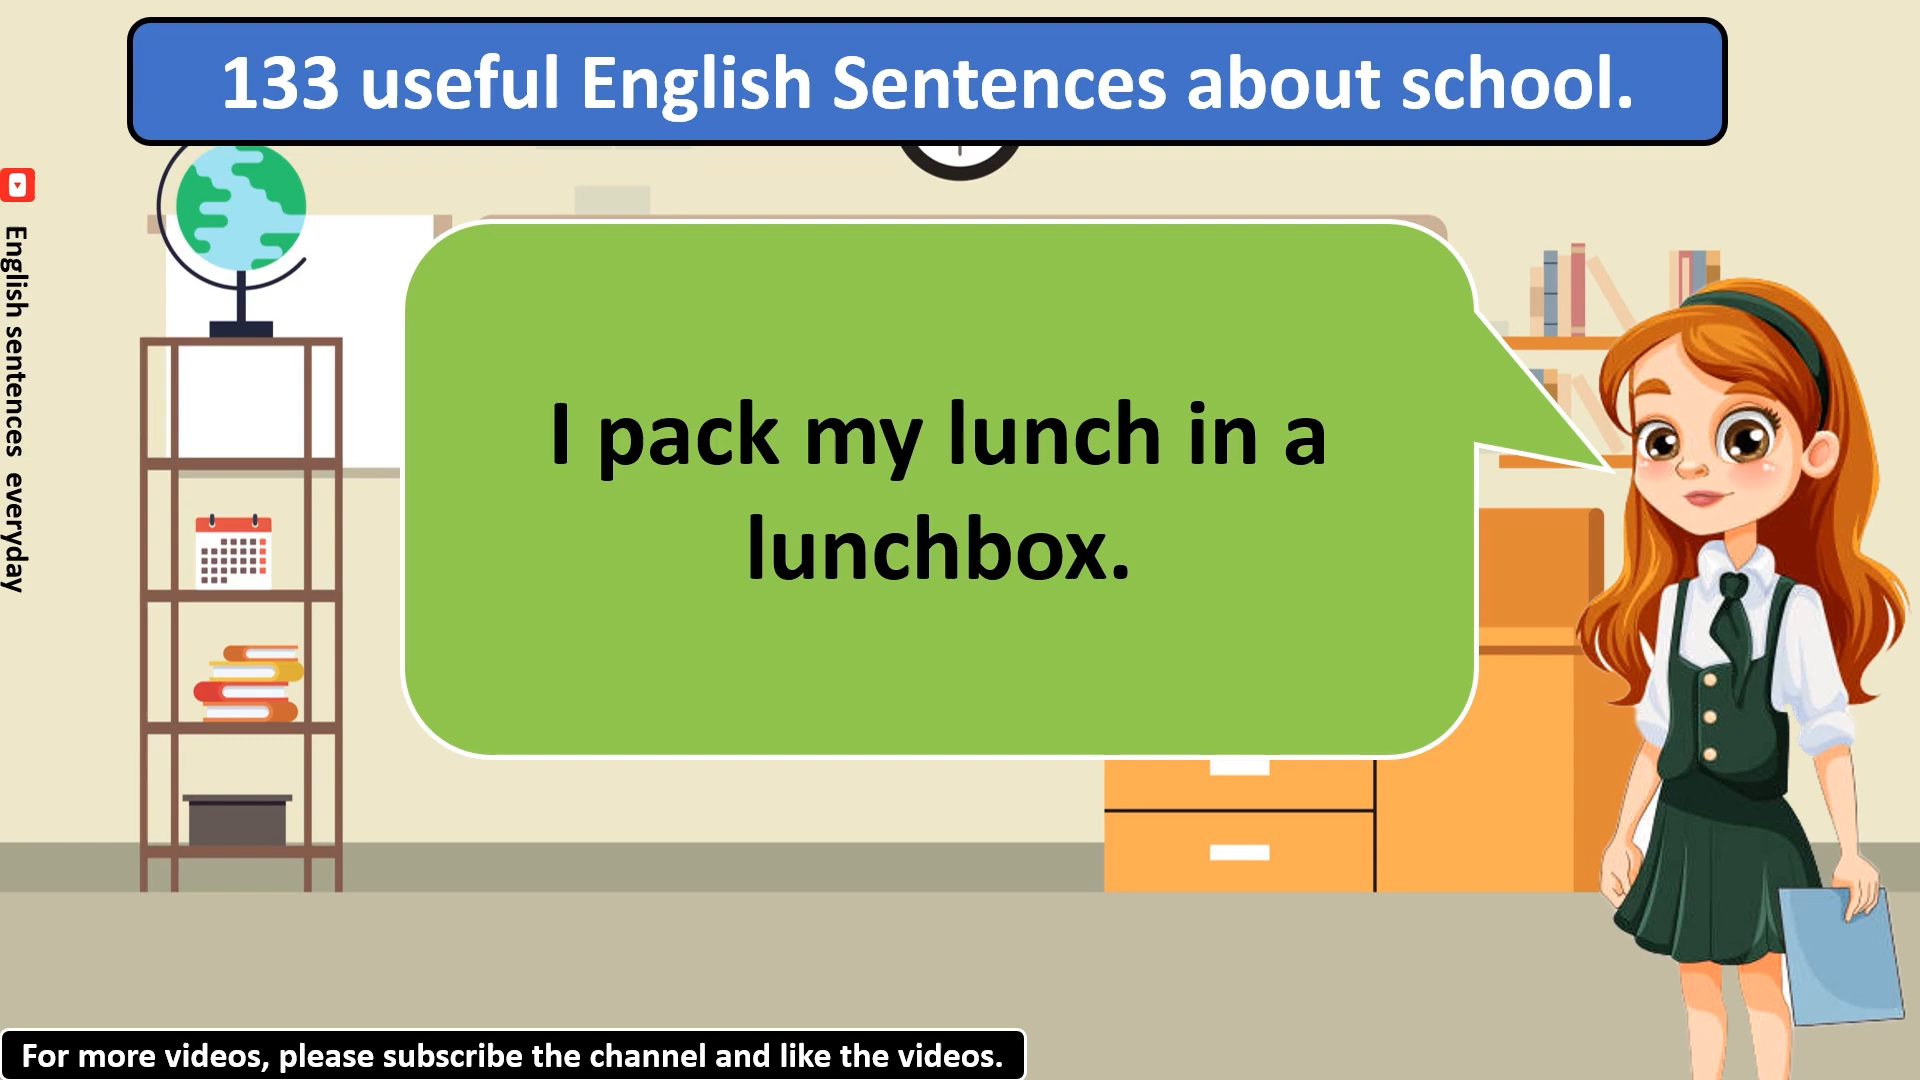 133 useful English Sentences about school.
English sentences everyday
I pack my lunch in a
lunchbox.
For more videos, please subscribe the channel and like the videos.